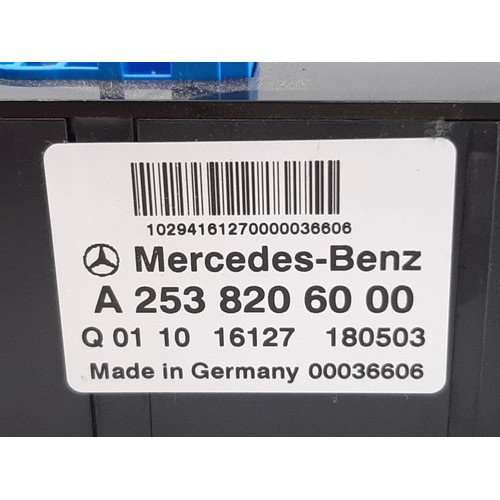 10294161270000036606
Mercedes-Benz
A 253 820 60 00
Q 01 10 16127 180503
Made in Germany 00036606